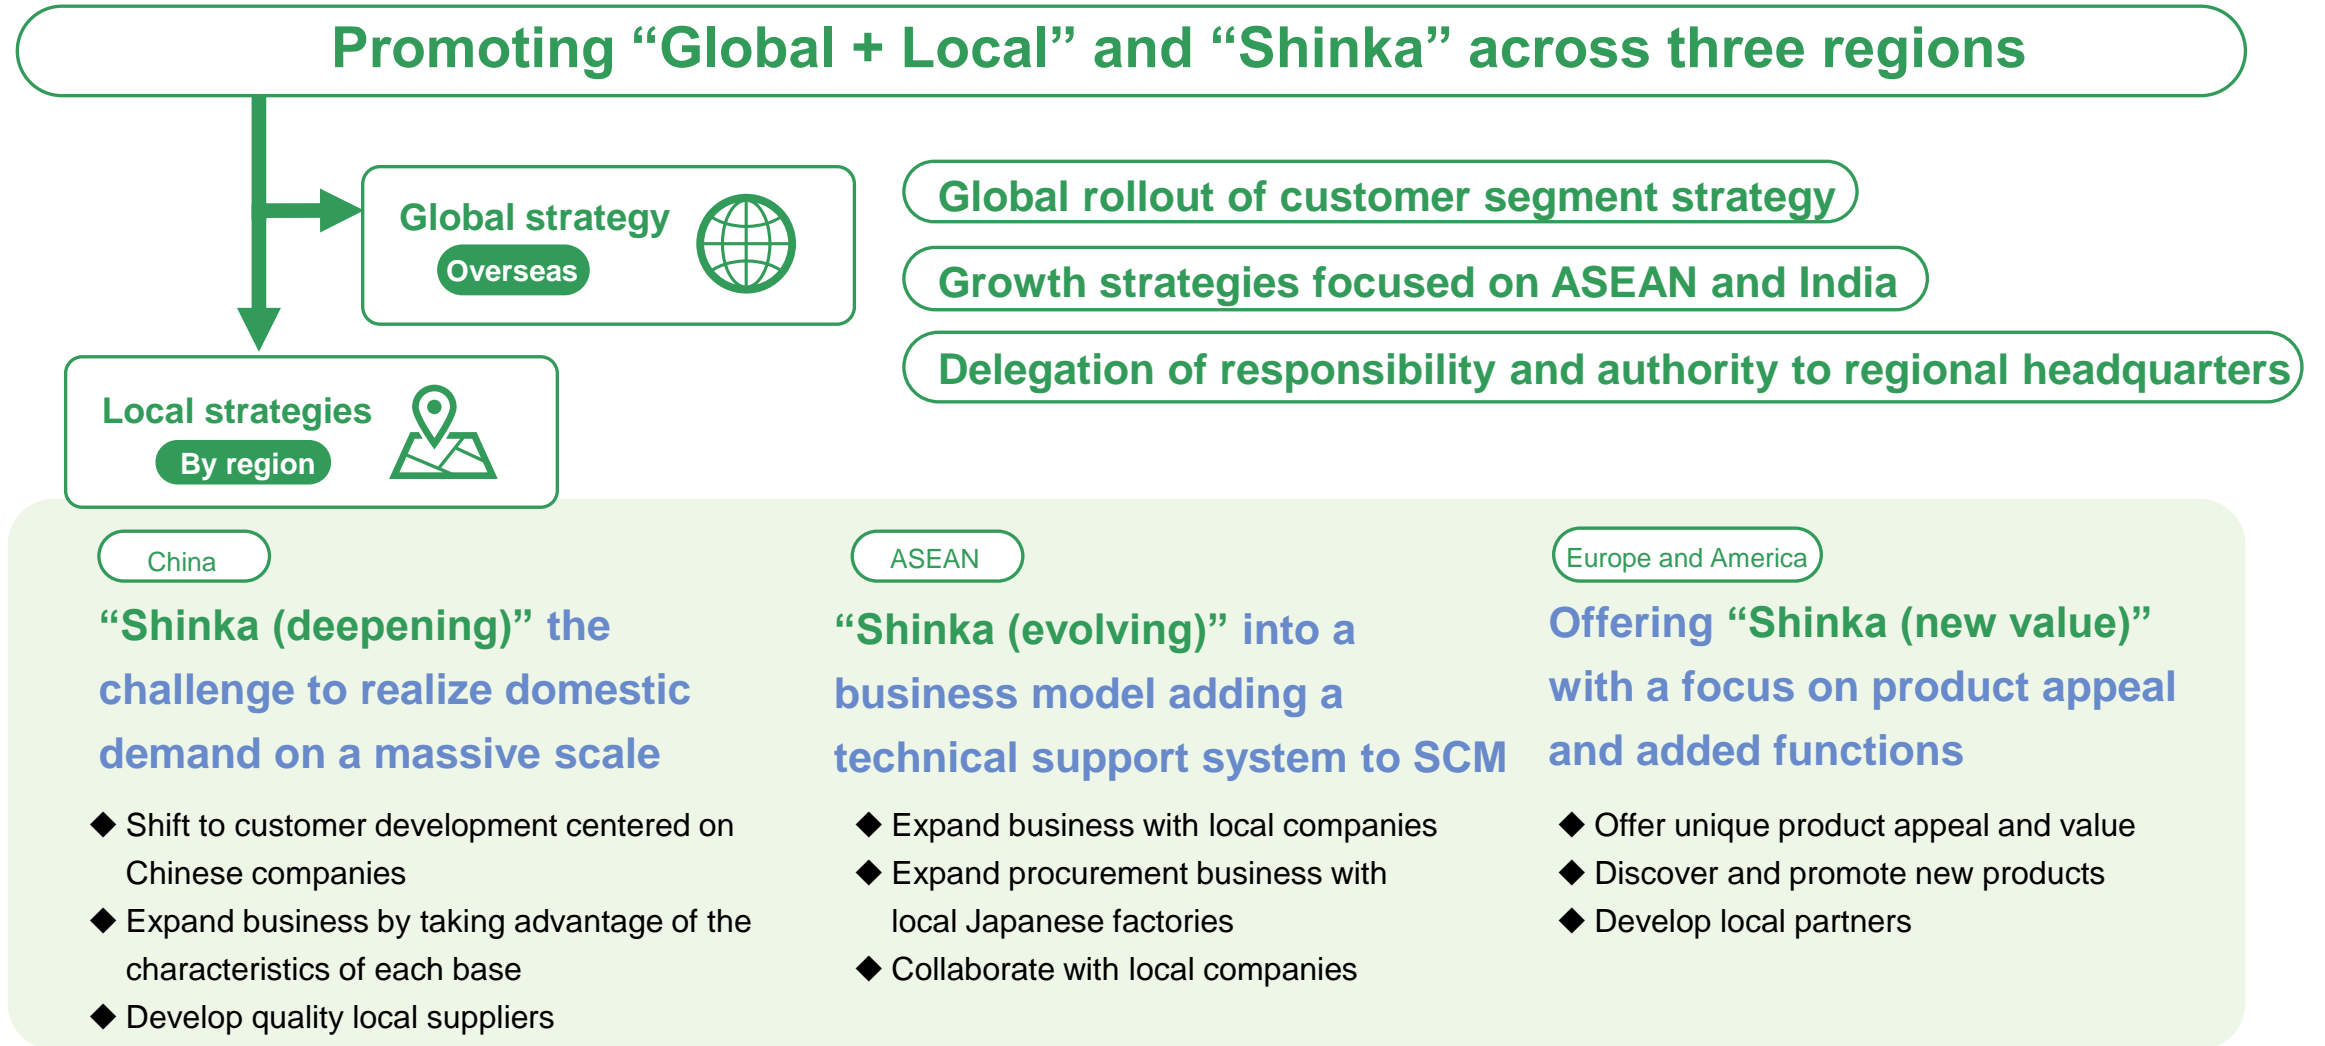 Promoting “Global + Local” and “Shinka” across three regions
Global strategy
Overseas
Global rollout of customer segment strategy
Growth strategies focused on ASEAN and India
Delegation of responsibility and authority to regional headquarters
Local strategies
By region
China
“Shinka (deepening)” the
challenge to realize domestic
demand on a massive scale
◆ Shift to customer development centered on
Chinese companies
◆ Expand business by taking advantage of the
characteristics of each base
◆ Develop quality local suppliers
ASEAN
“Shinka (evolving)” into a
business model adding a
technical support system to SCM
◆ Expand business with local companies
◆ Expand procurement business with
local Japanese factories
◆ Collaborate with local companies
Europe and America
Offering “Shinka (new value)”
with a focus on product appeal
and added functions
◆ Offer unique product appeal and value
◆ Discover and promote new products
◆ Develop local partners